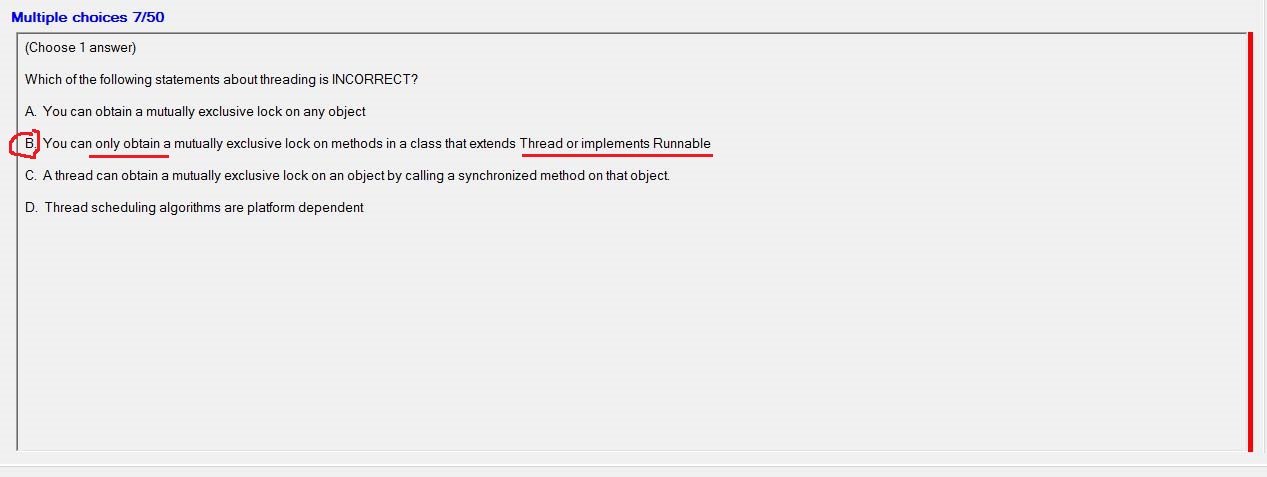 Multiple choices 7/50
(Choose 1 answer)
Which of the following statements about threading is INCORRECT?
A. You can obtain a mutually exclusive lock on any object
B. You can only obtain a mutually exclusive lock on methods in a class that extends Thread or implements Runnable
C. A thread can obtain a mutually exclusive lock on an object by calling a synchronized method on that object.
D. Thread scheduling algorithms are platform dependent